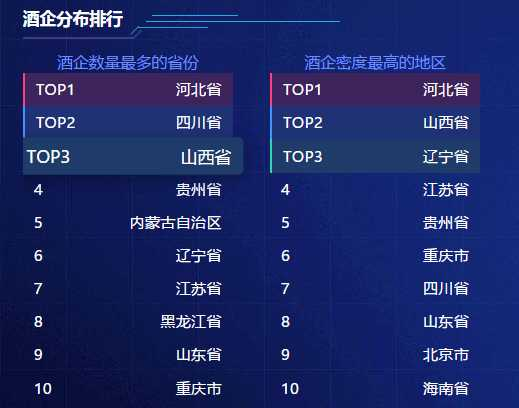 酒企分布排行
酒企数量最多的省份
TOP1 河北省
TOP2 四川省
TOP3 山西省
4 贵州省
5 内蒙古自治区
6 辽宁省
7 江苏省
8 黑龙江省
9 山东省
10 重庆市
酒企密度最高的地区
TOP1 河北省
TOP2 山西省
TOP3 辽宁省
4 江苏省
5 贵州省
6 重庆市
7 四川省
8 山东省
9 北京市
10 海南省